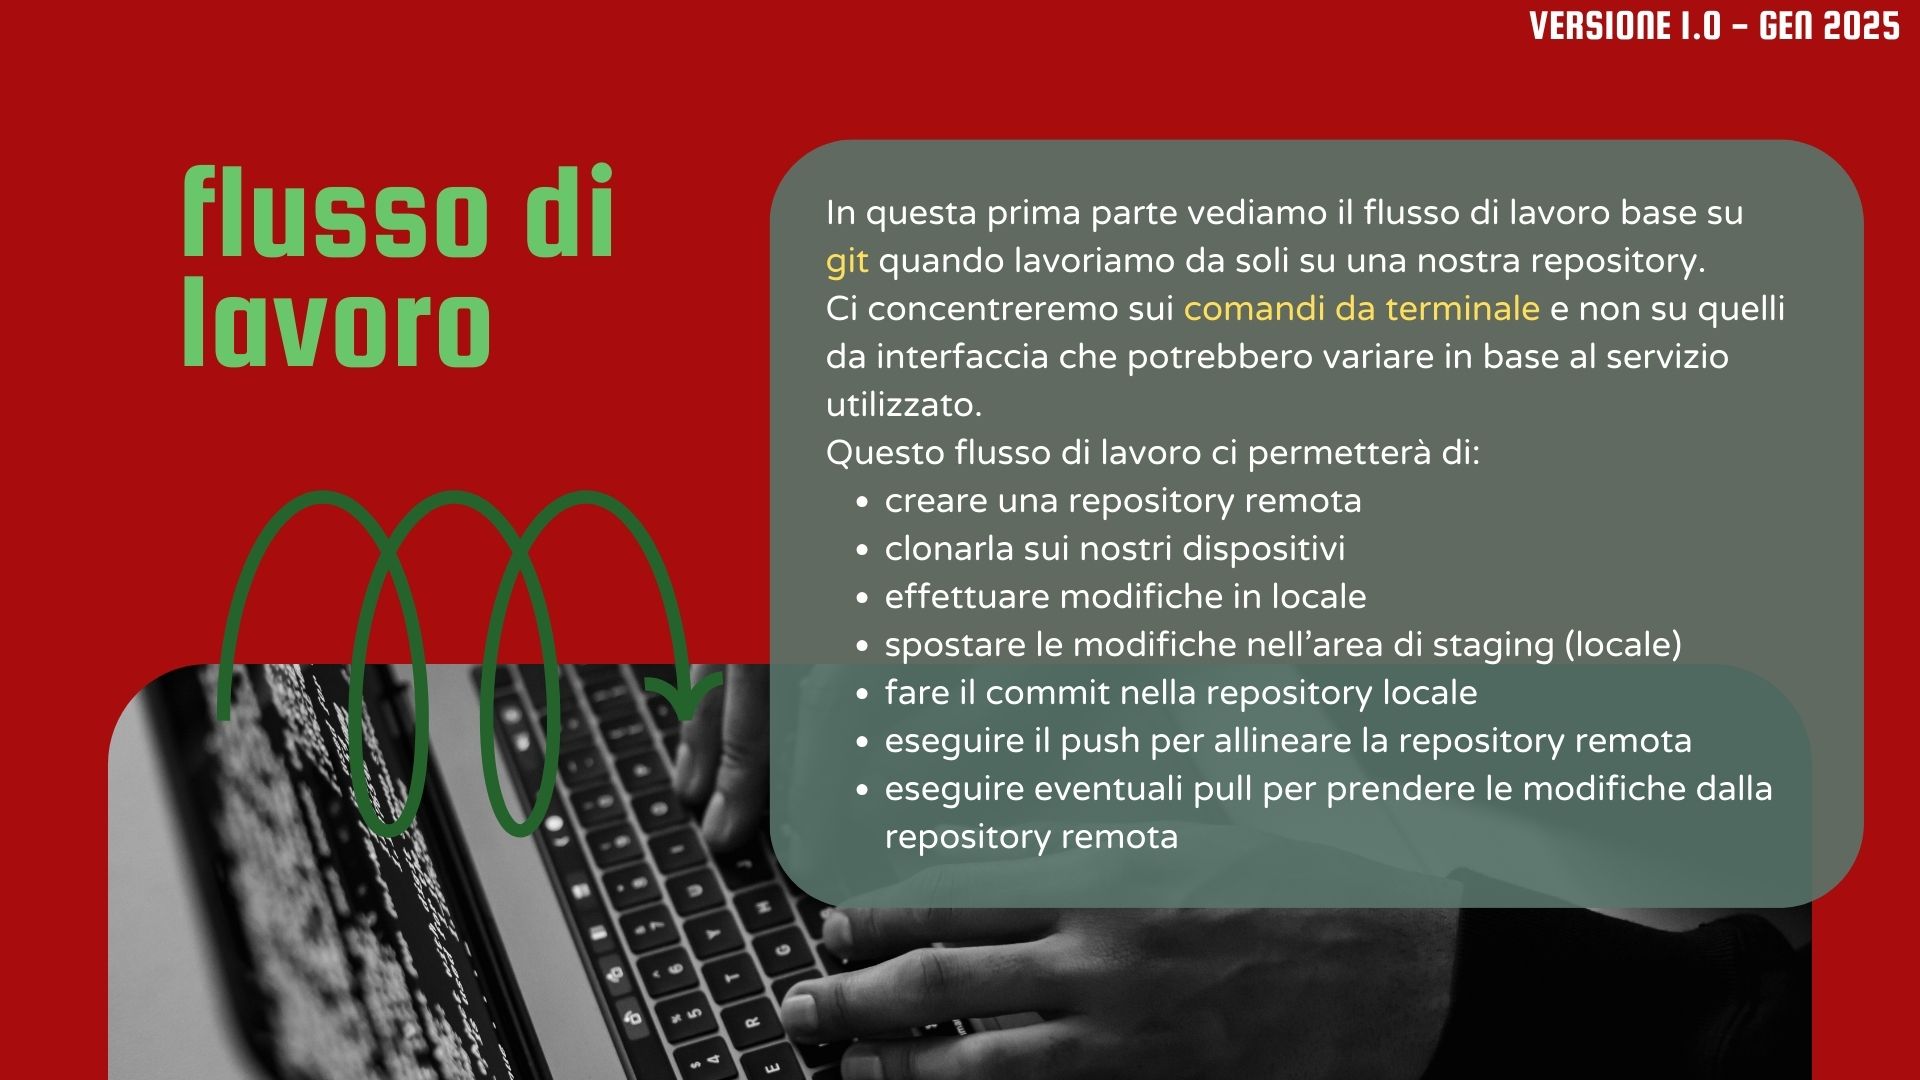 VERSIONE 1.0 - GEN 2025
flusso di
lavoro
In questa prima parte vediamo il flusso di lavoro base su
git quando lavoriamo da soli su una nostra repository.
Ci concentreremo sui comandi da terminale e non su quelli
da interfaccia che potrebbero variare in base al servizio
utilizzato.
Questo flusso di lavoro ci permetterà di:
• creare una repository remota
• clonarla sui nostri dispositivi
• effettuare modifiche in locale
• spostare le modifiche nell’area di staging (locale)
• fare il commit nella repository locale
• eseguire il push per allineare la repository remota
• eseguire eventuali pull per prendere le modifiche dalla
repository remota